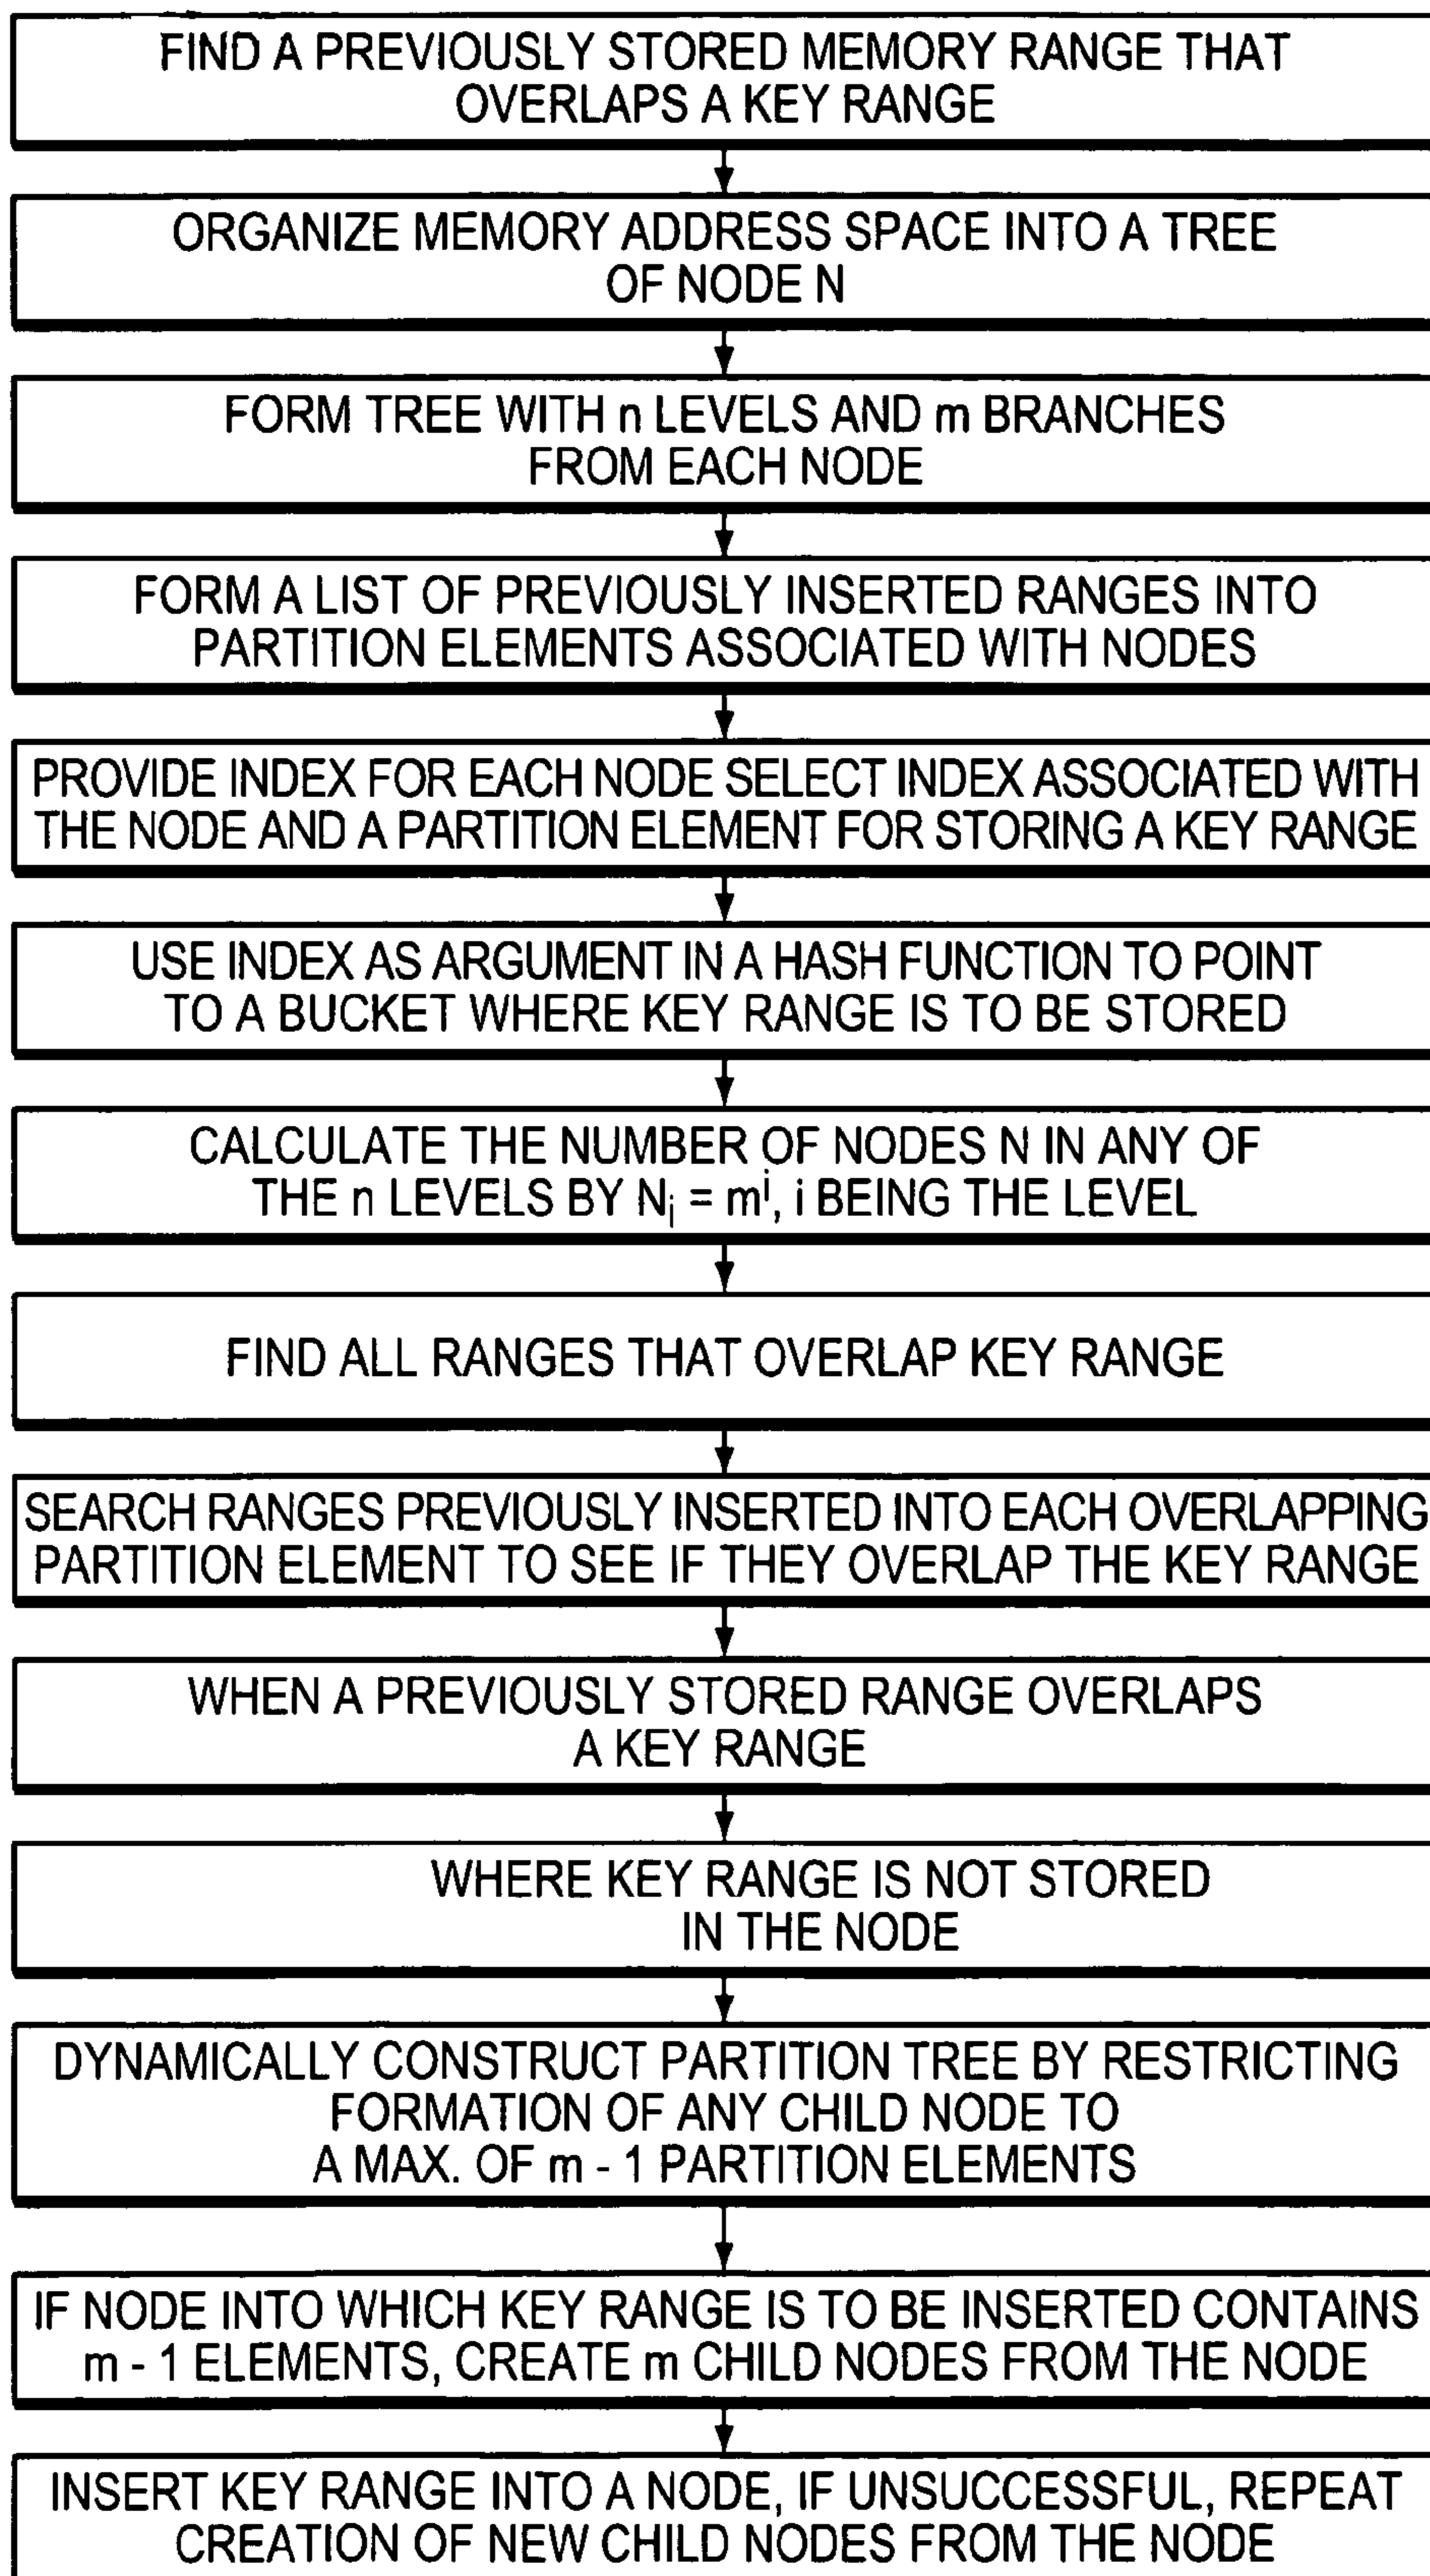 FIND A PREVIOUSLY STORED MEMORY RANGE THAT
OVERLAPS A KEY RANGE
ORGANIZE MEMORY ADDRESS SPACE INTO A TREE
OF NODE N
FORM TREE WITH n LEVELS AND m BRANCHES
FROM EACH NODE
FORM A LIST OF PREVIOUSLY INSERTED RANGES INTO
PARTITION ELEMENTS ASSOCIATED WITH NODES
PROVIDE INDEX FOR EACH NODE SELECT INDEX ASSOCIATED WITH
THE NODE AND A PARTITION ELEMENT FOR STORING A KEY RANGE
USE INDEX AS ARGUMENT IN A HASH FUNCTION TO POINT
TO A BUCKET WHERE KEY RANGE IS TO BE STORED
CALCULATE THE NUMBER OF NODES N IN ANY OF
THE n LEVELS BY Nᵢ = mⁱ, i BEING THE LEVEL
FIND ALL RANGES THAT OVERLAP KEY RANGE
SEARCH RANGES PREVIOUSLY INSERTED INTO EACH OVERLAPPING
PARTITION ELEMENT TO SEE IF THEY OVERLAP THE KEY RANGE
WHEN A PREVIOUSLY STORED RANGE OVERLAPS
A KEY RANGE
WHERE KEY RANGE IS NOT STORED
IN THE NODE
DYNAMICALLY CONSTRUCT PARTITION TREE BY RESTRICTING
FORMATION OF ANY CHILD NODE TO
A MAX. OF m - 1 PARTITION ELEMENTS
IF NODE INTO WHICH KEY RANGE IS TO BE INSERTED CONTAINS
m - 1 ELEMENTS, CREATE m CHILD NODES FROM THE NODE
INSERT KEY RANGE INTO A NODE, IF UNSUCCESSFUL, REPEAT
CREATION OF NEW CHILD NODES FROM THE NODE